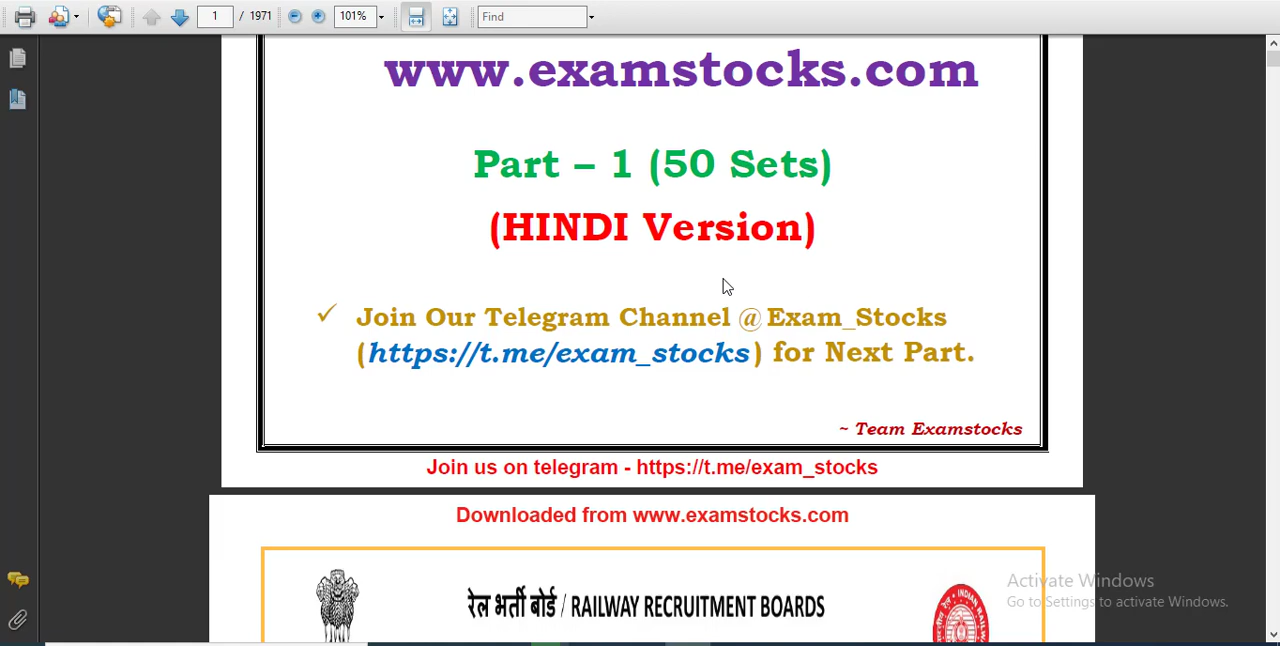 1 / 1971 101% Find
www.examstocks.com
Part – 1 (50 Sets)
(HINDI Version)
✓ Join Our Telegram Channel @Exam_Stocks
(https://t.me/exam_stocks) for Next Part.
~ Team Examstocks
Join us on telegram - https://t.me/exam_stocks
Downloaded from www.examstocks.com
रेल भर्ती बोर्ड / RAILWAY RECRUITMENT BOARDS
INDIAN RAILW
Activate Windows
Go to Settings to activate Windows.